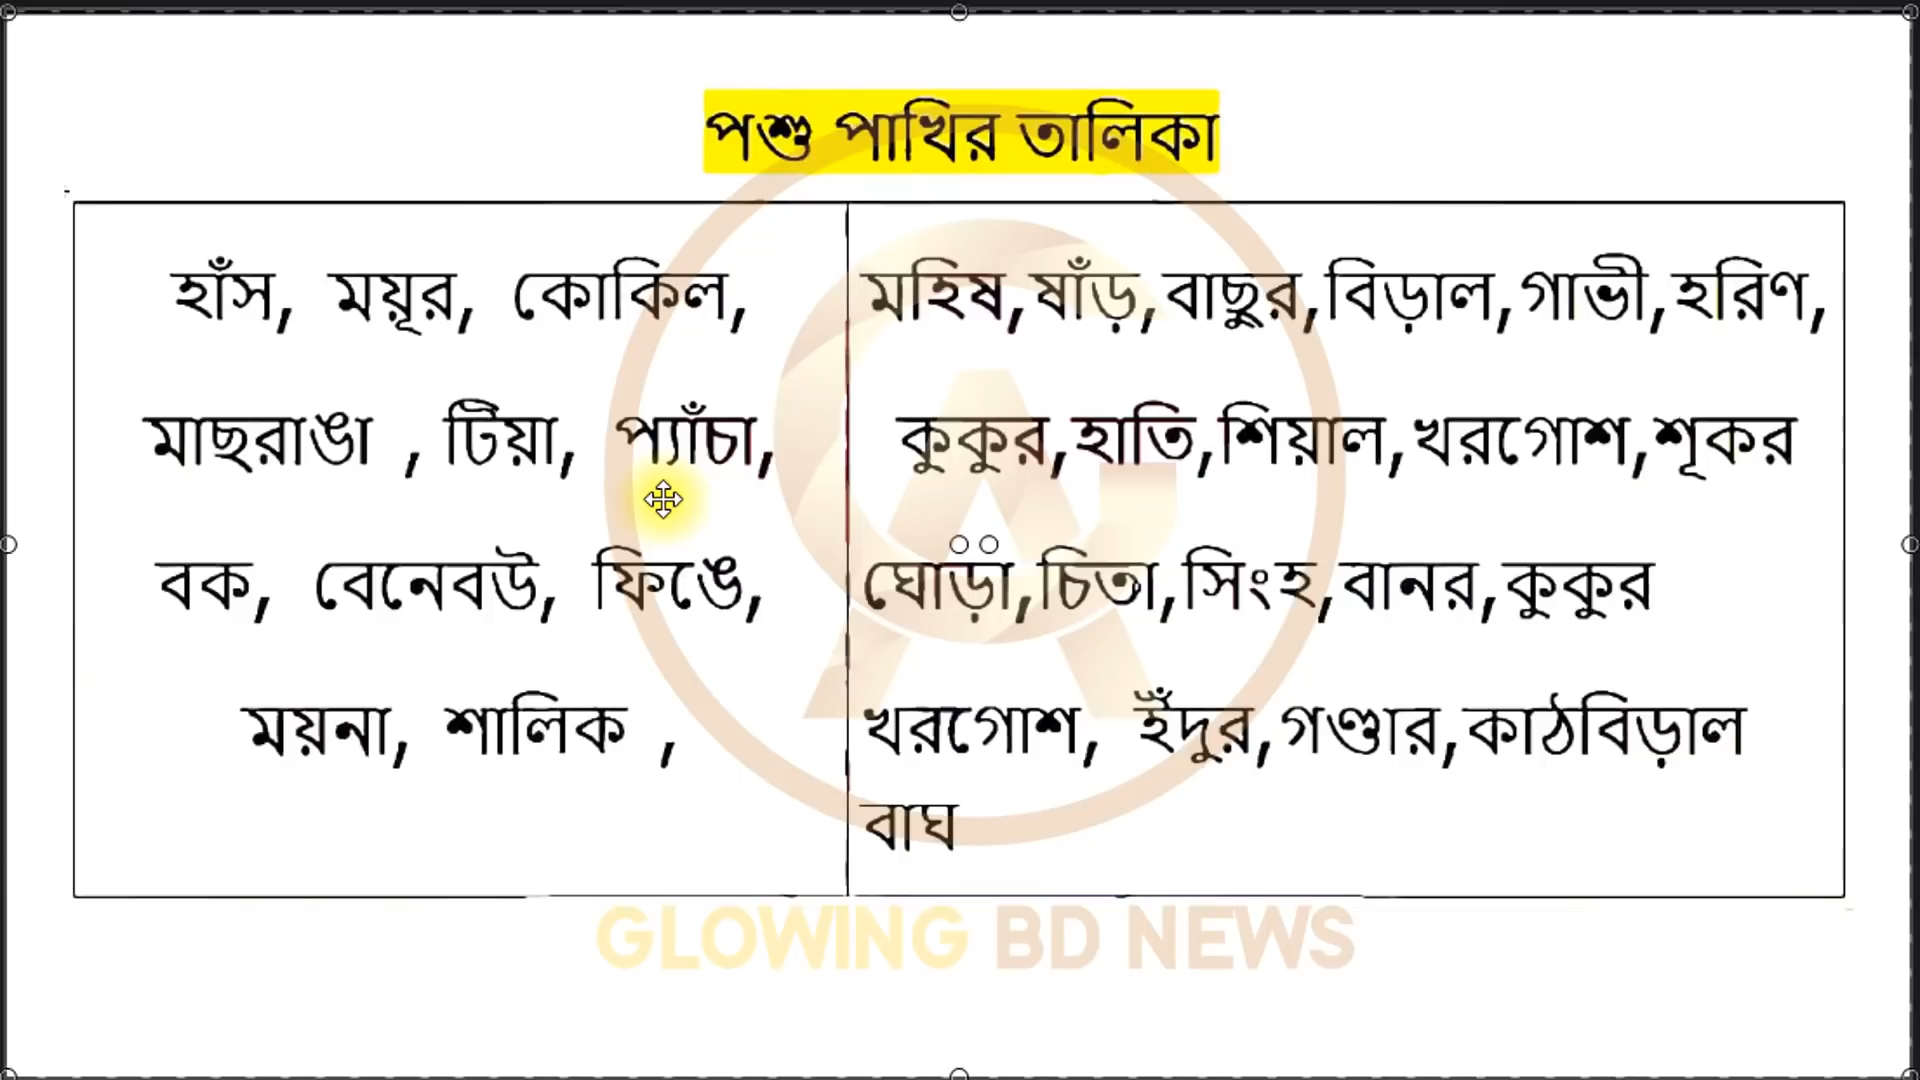 পশু পাখির তালিকা
হাঁস, ময়ূর, কোকিল,
মাছরাঙা , টিয়া, প্যাঁচা,
বক, বেনেবউ, ফিঙে,
ময়না, শালিক ,
মহিষ,ষাঁড়,বাছুর,বিড়াল,গাভী,হরিণ,
কুকুর,হাতি,শিয়াল,খরগোশ,শূকর
ঘোড়া,চিতা,সিংহ,বানর,কুকুর
খরগোশ, ইঁদুর,গণ্ডার,কাঠবিড়াল
বাঘ
GLOWING BD NEWS